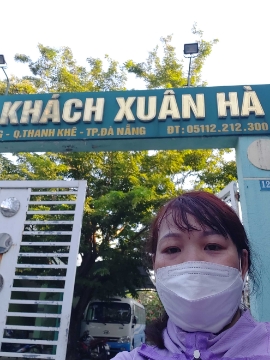 KHÁCH XUÂN HÀ
- Q.THANH KHÊ - TP.ĐÀ NẴNG ĐT : 05112.212.300